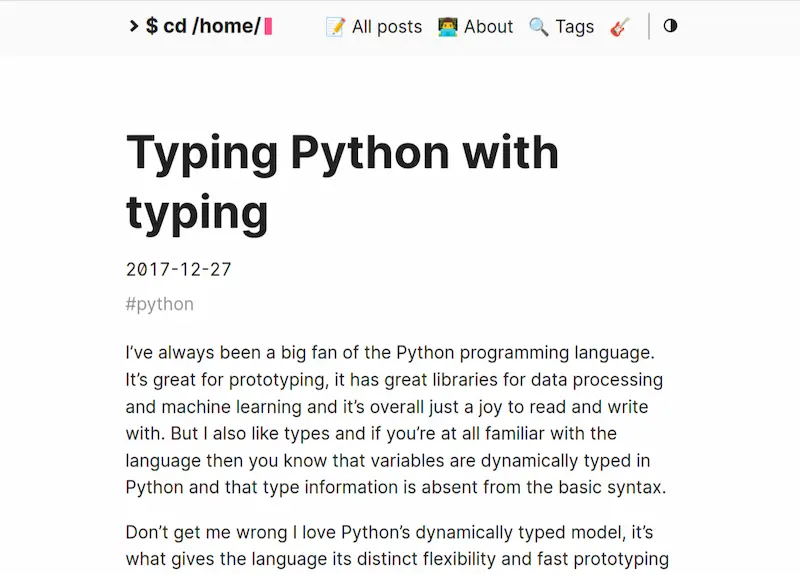 > $ cd /home/
📝 All posts 👨‍💻 About 🔍 Tags 🎸
Typing Python with
typing
2017-12-27
#python
I’ve always been a big fan of the Python programming language.
It’s great for prototyping, it has great libraries for data processing
and machine learning and it’s overall just a joy to read and write
with. But I also like types and if you’re at all familiar with the
language then you know that variables are dynamically typed in
Python and that type information is absent from the basic syntax.
Don’t get me wrong I love Python’s dynamically typed model, it’s
what gives the language its distinct flexibility and fast prototyping